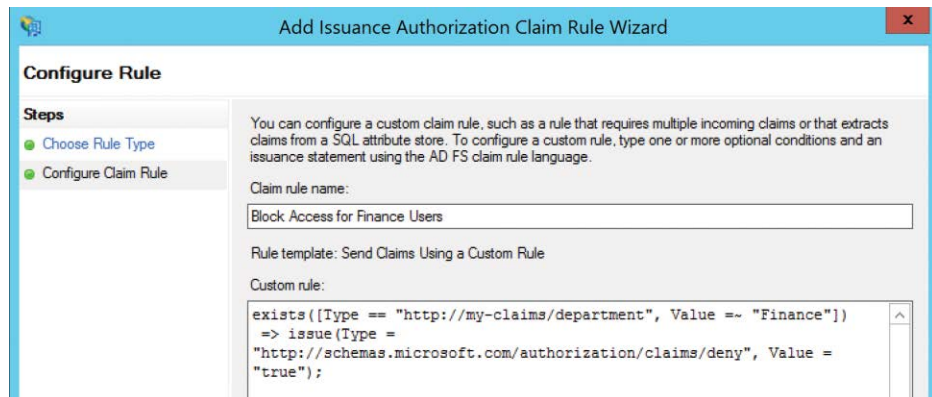 Add Issuance Authorization Claim Rule Wizard
x
Configure Rule
Steps
Choose Rule Type
Configure Claim Rule
You can configure a custom claim rule, such as a rule that requires multiple incoming claims or that extracts
claims from a SQL attribute store. To configure a custom rule, type one or more optional conditions and an
issuance statement using the AD FS claim rule language.
Claim rule name:
Block Access for Finance Users
Rule template: Send Claims Using a Custom Rule
Custom rule:
exists([Type == "http://my-claims/department", Value =~ "Finance"])
=> issue(Type =
"http://schemas.microsoft.com/authorization/claims/deny", Value =
"true");